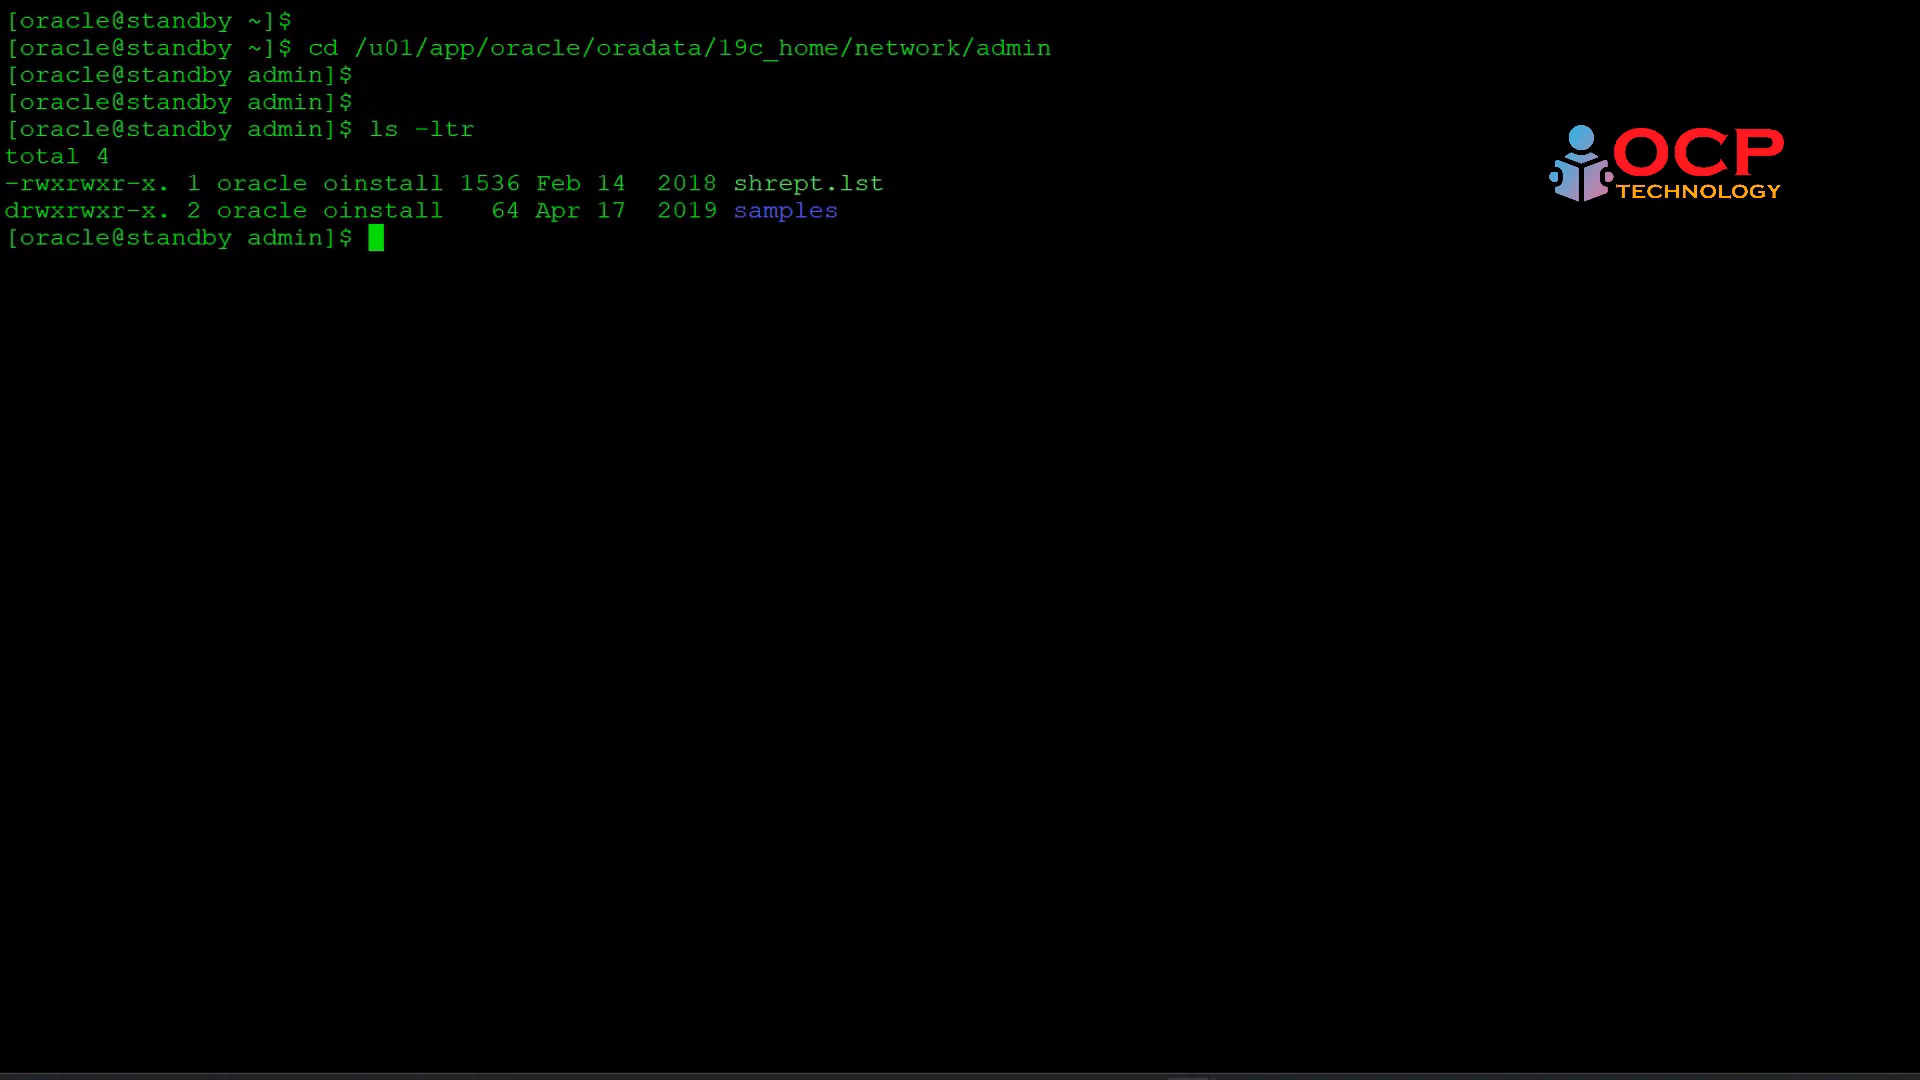 [oracle@standby ~]$
[oracle@standby ~]$ cd /u01/app/oracle/oradata/19c_home/network/admin
[oracle@standby admin]$
[oracle@standby admin]$
[oracle@standby admin]$ ls -ltr
total 4
-rwxrwxr-x. 1 oracle oinstall 1536 Feb 14  2018 shrept.lst
drwxrwxr-x. 2 oracle oinstall   64 Apr 17  2019 samples
[oracle@standby admin]$
OCP
TECHNOLOGY